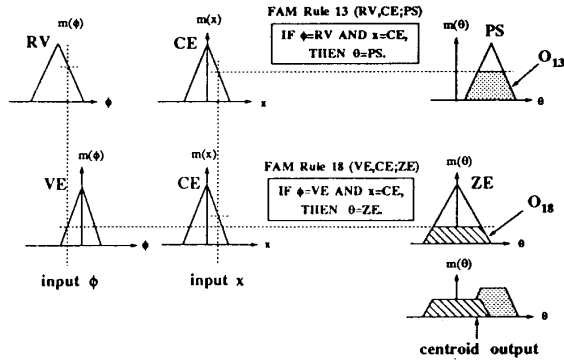 FAM Rule 13 (RV,CE;PS)
IF ϕ=RV AND x=CE,
THEN θ=PS.
m(ϕ)
RV
ϕ
m(x)
CE
x
m(θ)
PS
O13
θ
FAM Rule 18 (VE,CE;ZE)
IF ϕ=VE AND x=CE,
THEN θ=ZE.
m(ϕ)
VE
ϕ
m(x)
CE
x
m(θ)
ZE
O18
θ
input ϕ
input x
m(θ)
θ
centroid output